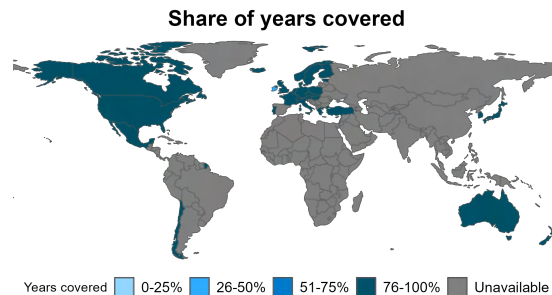 Share of years covered
Years covered 0-25% 26-50% 51-75% 76-100% Unavailable